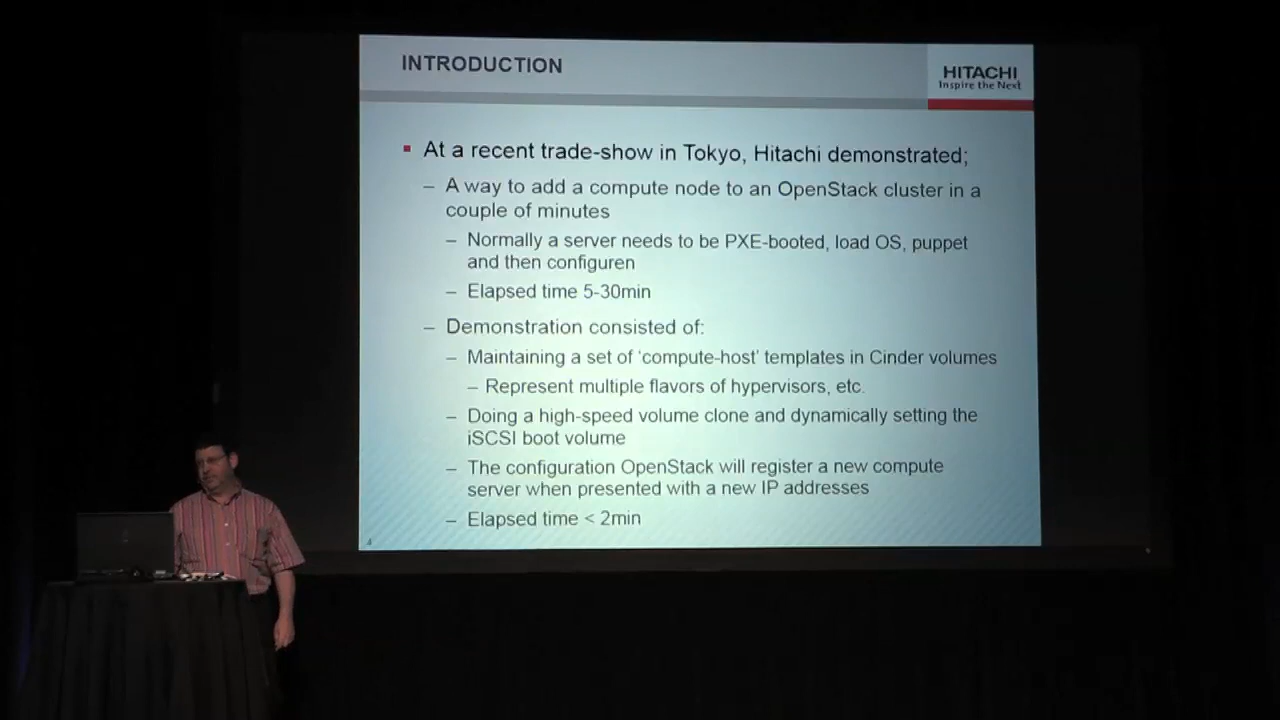 INTRODUCTION
HITACHI
Inspire the Next
▪ At a recent trade-show in Tokyo, Hitachi demonstrated;
– A way to add a compute node to an OpenStack cluster in a
couple of minutes
– Normally a server needs to be PXE-booted, load OS, puppet
and then configuren
– Elapsed time 5-30min
– Demonstration consisted of:
– Maintaining a set of ‘compute-host’ templates in Cinder volumes
– Represent multiple flavors of hypervisors, etc.
– Doing a high-speed volume clone and dynamically setting the
iSCSI boot volume
– The configuration OpenStack will register a new compute
server when presented with a new IP addresses
– Elapsed time < 2min
4